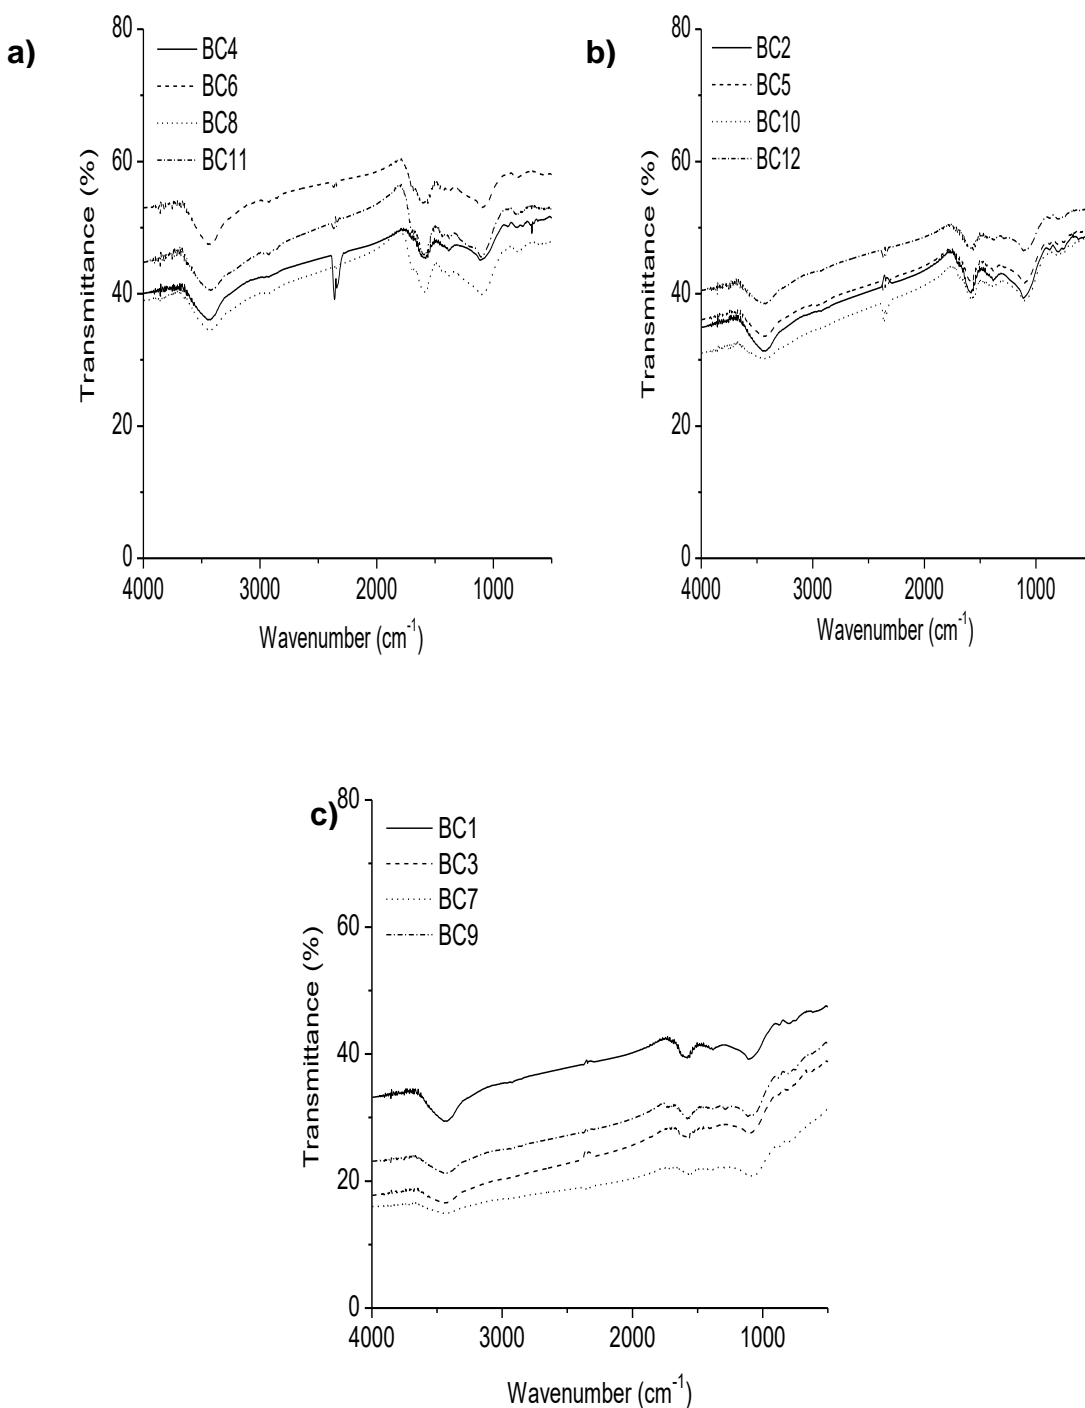 a)
80
60
40
20
0
BC4
BC6
BC8
BC11
Transmittance (%)
4000 3000 2000 1000
Wavenumber (cm⁻¹)
b)
80
60
40
20
0
BC2
BC5
BC10
BC12
Transmittance (%)
4000 3000 2000 1000
Wavenumber (cm⁻¹)
c)
80
60
40
20
0
BC1
BC3
BC7
BC9
Transmittance (%)
4000 3000 2000 1000
Wavenumber (cm⁻¹)